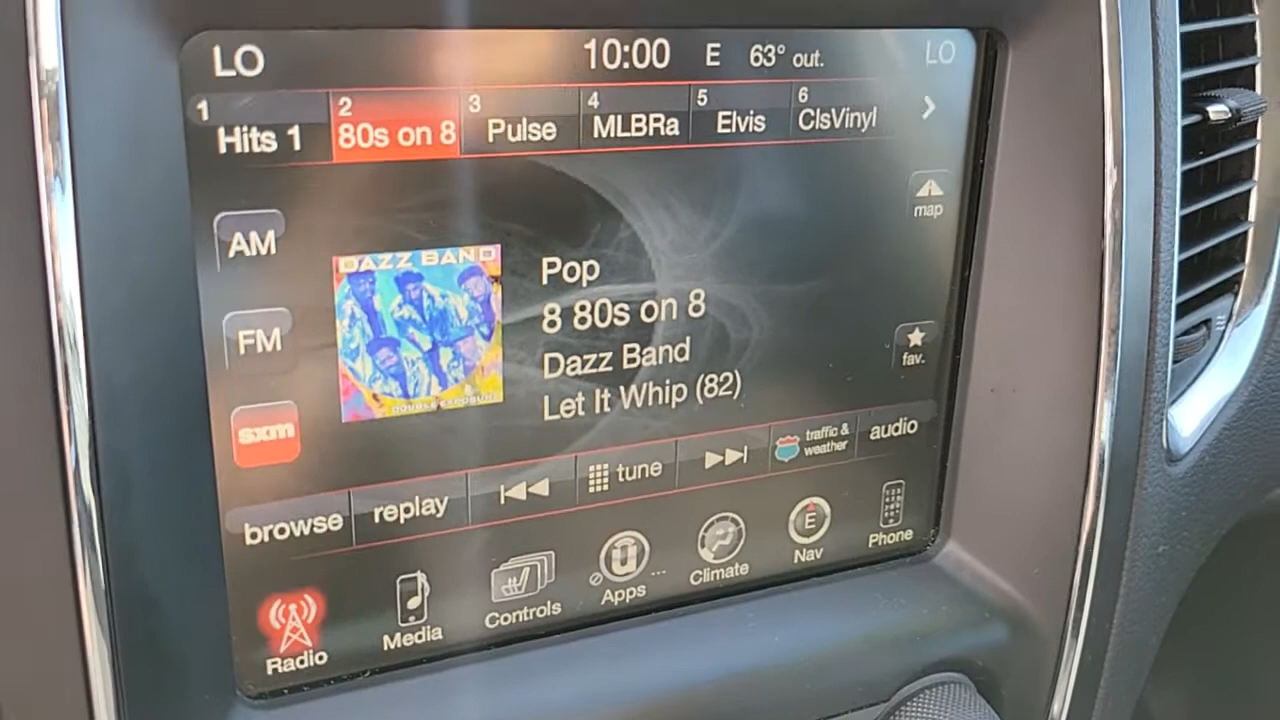 LO 10:00 E 63° out. LO
1 Hits 1 2 80s on 8 3 Pulse 4 MLBRa 5 Elvis 6 ClsVinyl
map
AM
DAZZ BAND
Pop
8 80s on 8
FM
Dazz Band
fav.
Let It Whip (82)
DOUBLE EXPOSURE
sxm
browse replay tune traffic & weather audio
Radio Media Controls Apps ... Climate E Nav Phone